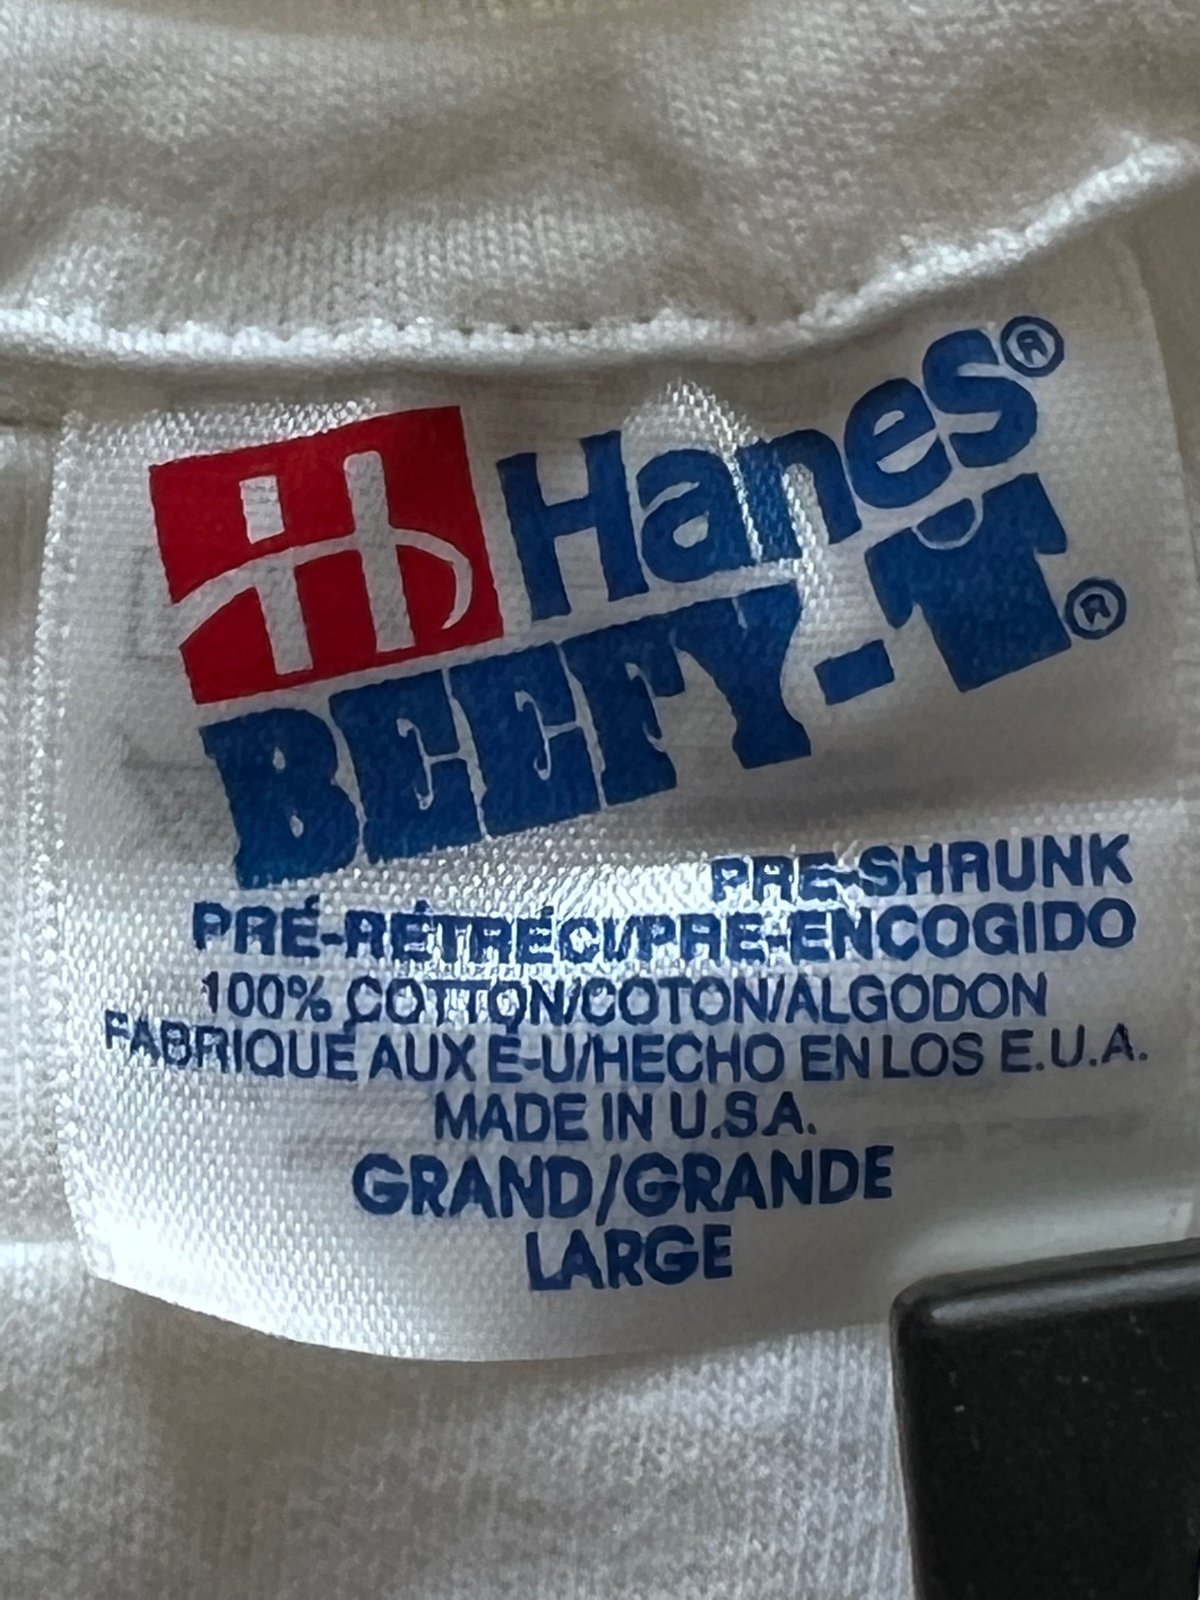 H Hanes®
BEEFY-T®
PRE-SHRUNK
PRÉ-RÉTRÉCI/PRE-ENCOGIDO
100% COTTON/COTON/ALGODON
FABRIQUÉ AUX É-U/HECHO EN LOS E.U.A.
MADE IN U.S.A.
GRAND/GRANDE
LARGE